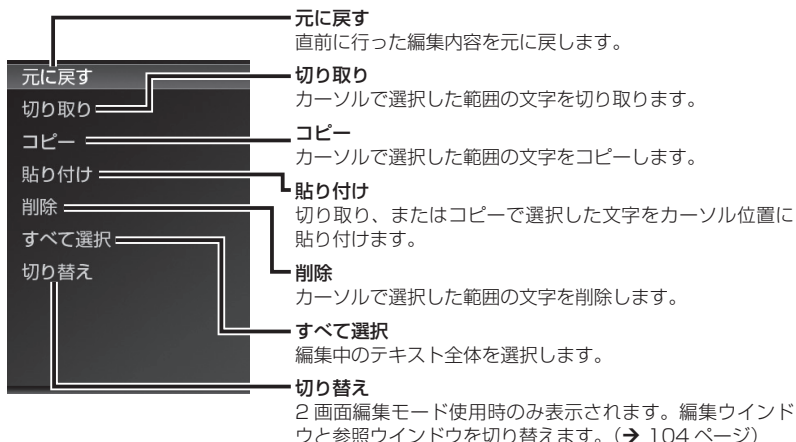 元に戻す
切り取り
コピー
貼り付け
削除
すべて選択
切り替え
元に戻す
直前に行った編集内容を元に戻します。
切り取り
カーソルで選択した範囲の文字を切り取ります。
コピー
カーソルで選択した範囲の文字をコピーします。
貼り付け
切り取り、またはコピーで選択した文字をカーソル位置に
貼り付けます。
削除
カーソルで選択した範囲の文字を削除します。
すべて選択
編集中のテキスト全体を選択します。
切り替え
2 画面編集モード使用時のみ表示されます。編集ウインド
ウと参照ウインドウを切り替えます。（→ 104 ページ）